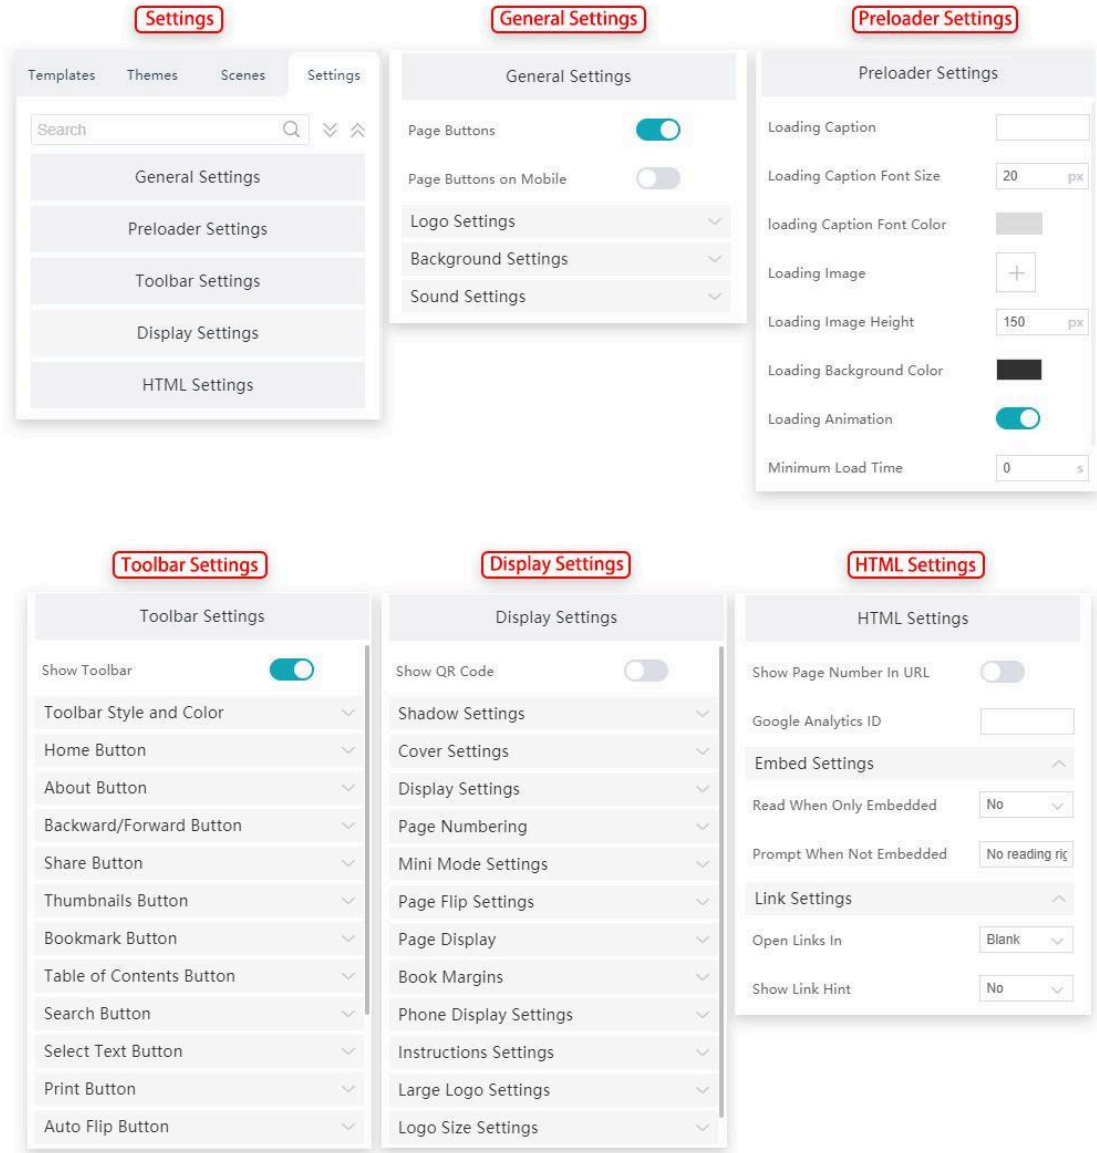 Settings
Templates Themes Scenes Settings
Search
General Settings
Preloader Settings
Toolbar Settings
Display Settings
HTML Settings
General Settings
General Settings
Page Buttons
Page Buttons on Mobile
Logo Settings
Background Settings
Sound Settings
Preloader Settings
Preloader Settings
Loading Caption
Loading Caption Font Size 20 px
loading Caption Font Color
Loading Image
Loading Image Height 150 px
Loading Background Color
Loading Animation
Minimum Load Time 0 s
Toolbar Settings
Toolbar Settings
Show Toolbar
Toolbar Style and Color
Home Button
About Button
Backward/Forward Button
Share Button
Thumbnails Button
Bookmark Button
Table of Contents Button
Search Button
Select Text Button
Print Button
Auto Flip Button
Display Settings
Display Settings
Show QR Code
Shadow Settings
Cover Settings
Display Settings
Page Numbering
Mini Mode Settings
Page Flip Settings
Page Display
Book Margins
Phone Display Settings
Instructions Settings
Large Logo Settings
Logo Size Settings
HTML Settings
HTML Settings
Show Page Number In URL
Google Analytics ID
Embed Settings
Read When Only Embedded No
Prompt When Not Embedded No reading rig
Link Settings
Open Links In Blank
Show Link Hint No